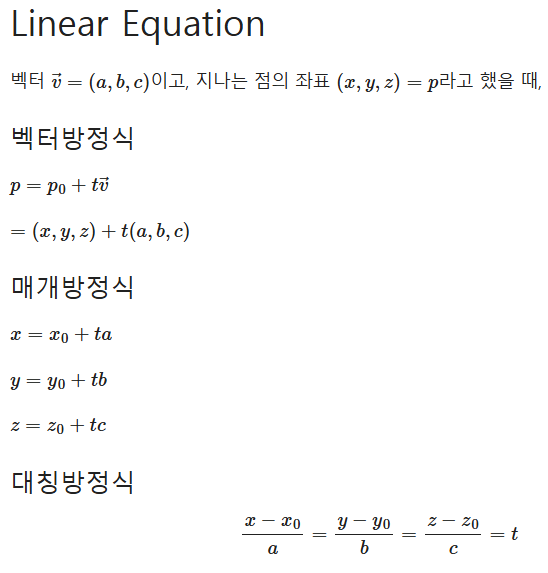 Linear Equation
벡터 $\vec{v} = (a, b, c)$이고, 지나는 점의 좌표 $(x, y, z) = p$라고 했을 때,
벡터방정식
$p = p_0 + t\vec{v}$
$= (x, y, z) + t(a, b, c)$
매개방정식
$x = x_0 + ta$
$y = y_0 + tb$
$z = z_0 + tc$
대칭방정식
$\frac{x - x_0}{a} = \frac{y - y_0}{b} = \frac{z - z_0}{c} = t$